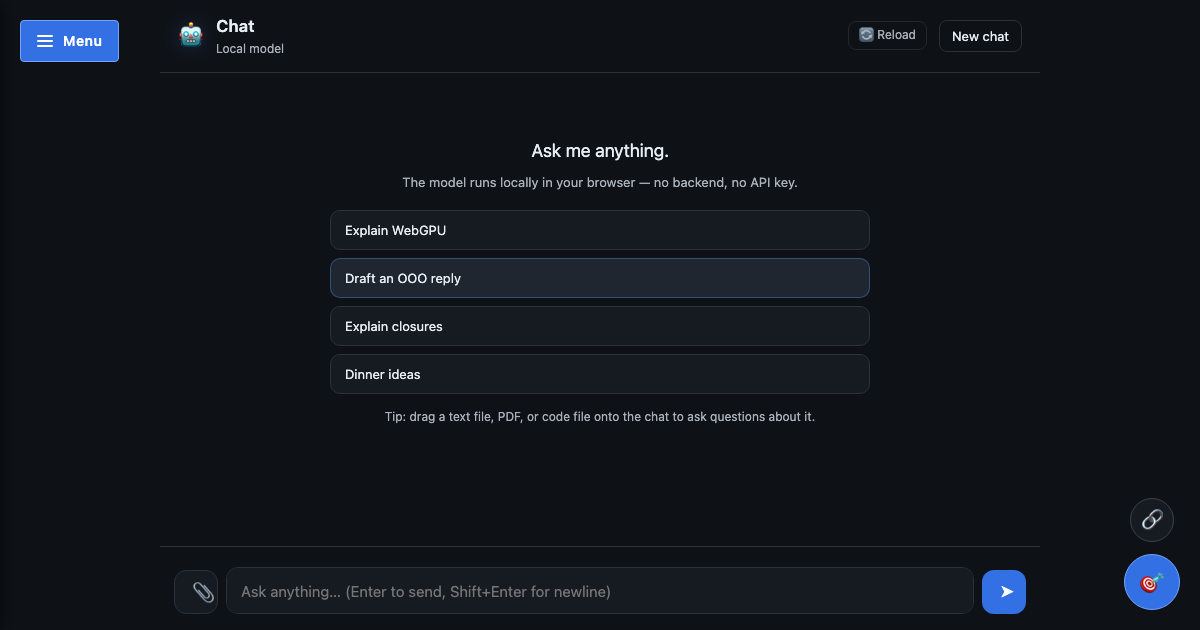 Menu
Chat
Local model
Reload
New chat
Ask me anything.
The model runs locally in your browser — no backend, no API key.
Explain WebGPU
Draft an OOO reply
Explain closures
Dinner ideas
Tip: drag a text file, PDF, or code file onto the chat to ask questions about it.
Ask anything... (Enter to send, Shift+Enter for newline)